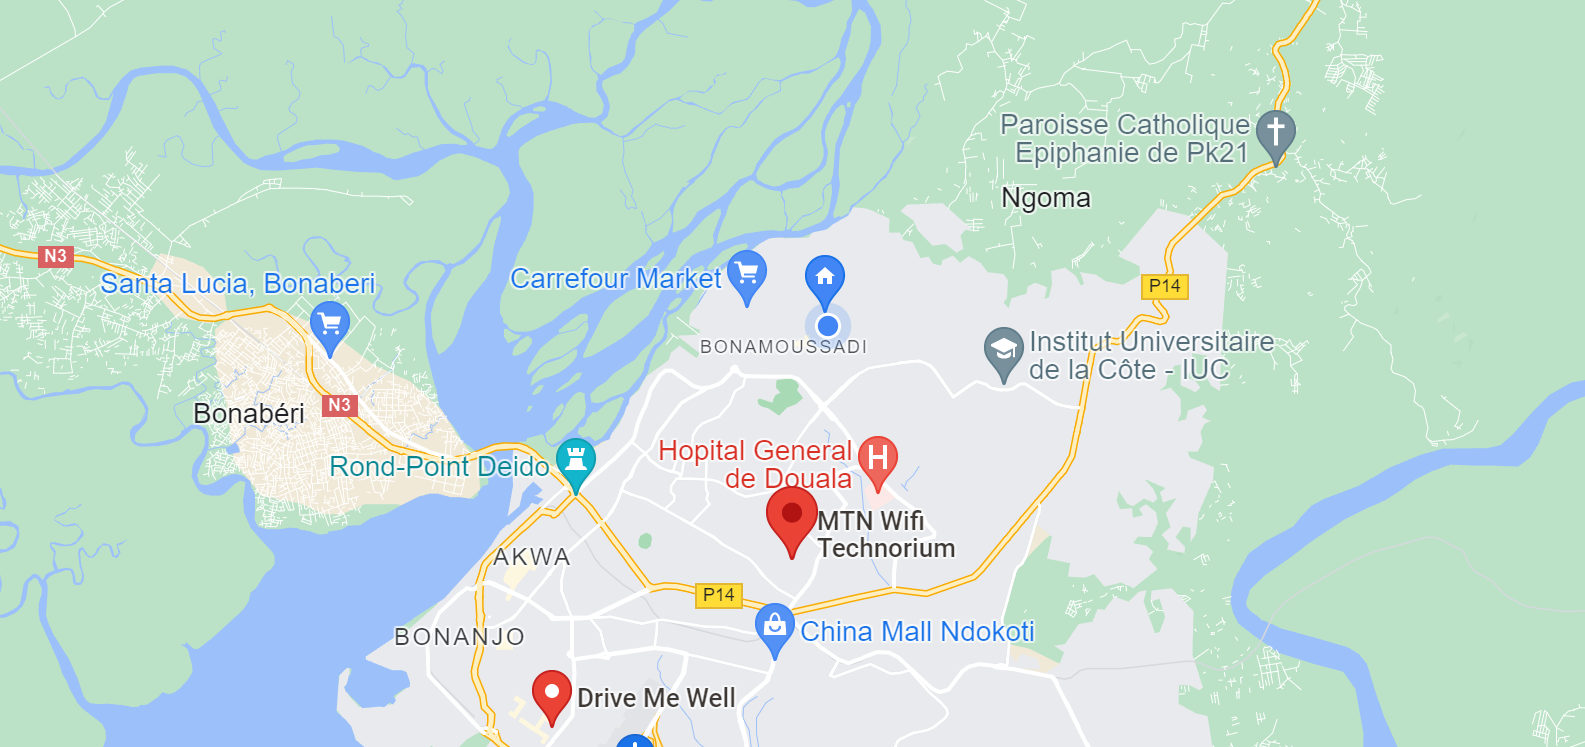 Paroisse Catholique
Epiphanie de Pk21
Ngoma
N3
Santa Lucia, Bonaberi
Carrefour Market
P14
BONAMOUSSADI
Institut Universitaire
de la Côte - IUC
N3
Bonabéri
Hopital General
de Douala
Rond-Point Deido
H
MTN Wifi
Technorium
AKWA
P14
China Mall Ndokoti
BONANJO
Drive Me Well